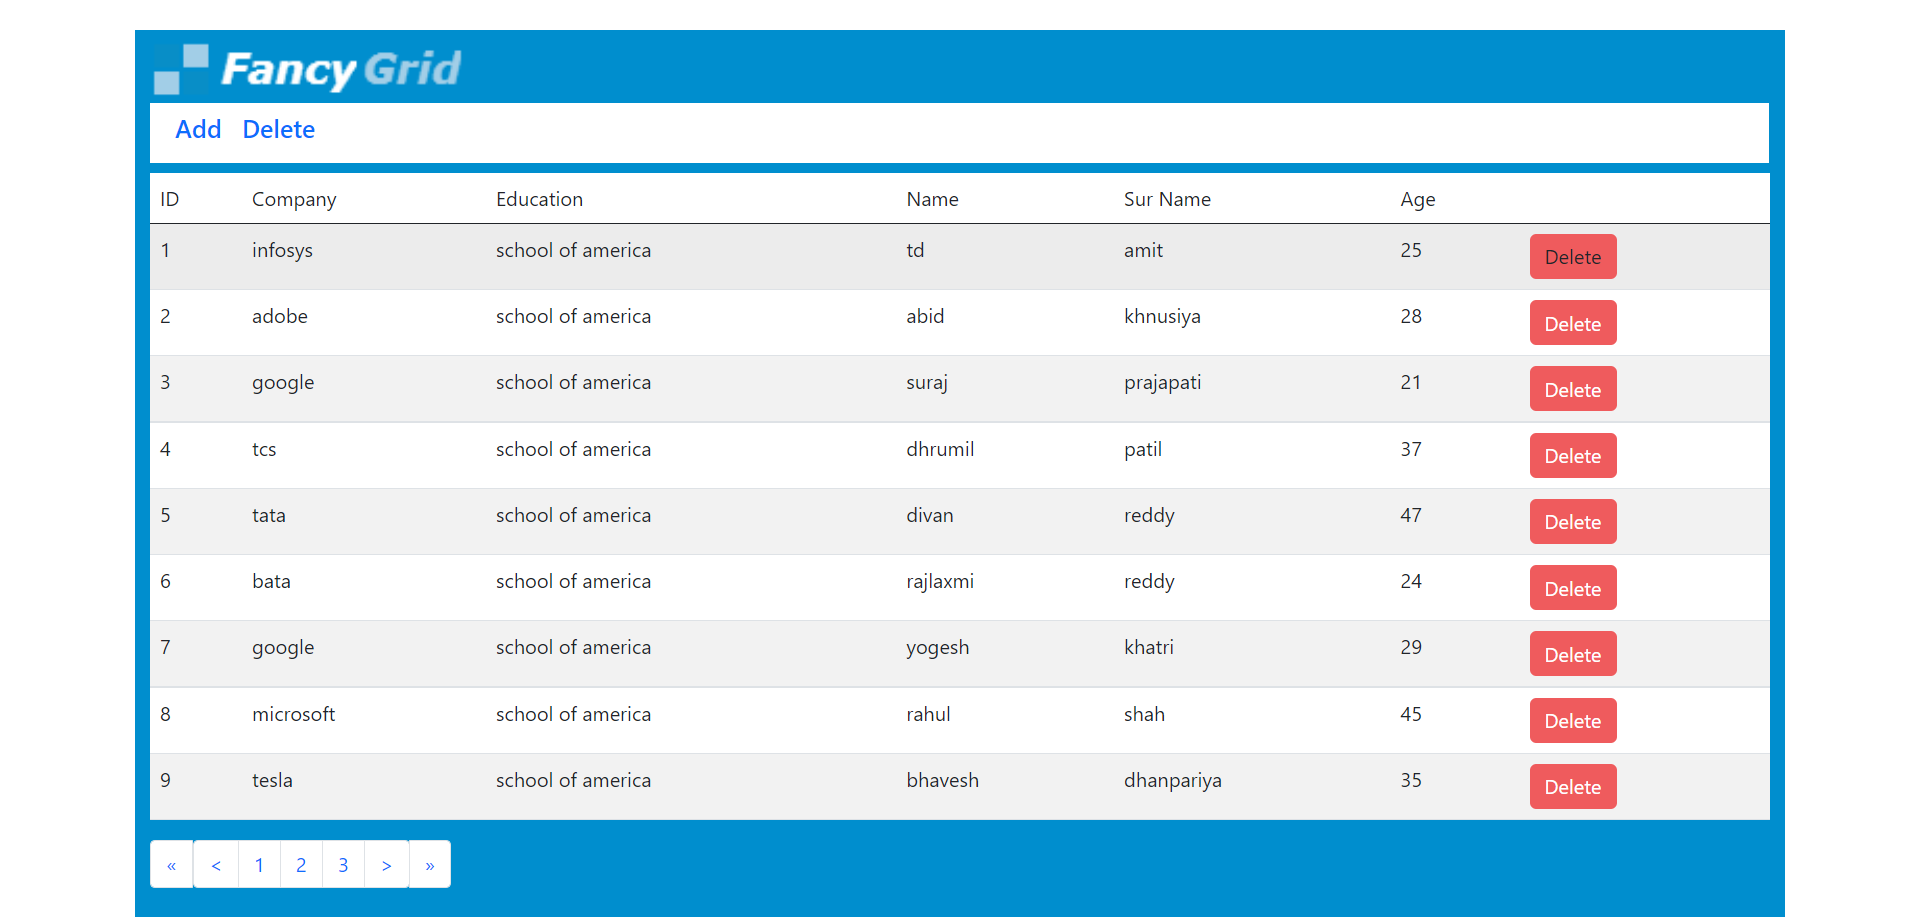 Fancy Grid
Add Delete
ID Company Education Name Sur Name Age
1 infosys school of america td amit 25 Delete
2 adobe school of america abid khnusiya 28 Delete
3 google school of america suraj prajapati 21 Delete
4 tcs school of america dhrumil patil 37 Delete
5 tata school of america divan reddy 47 Delete
6 bata school of america rajlaxmi reddy 24 Delete
7 google school of america yogesh khatri 29 Delete
8 microsoft school of america rahul shah 45 Delete
9 tesla school of america bhavesh dhanpariya 35 Delete
« < 1 2 3 > »